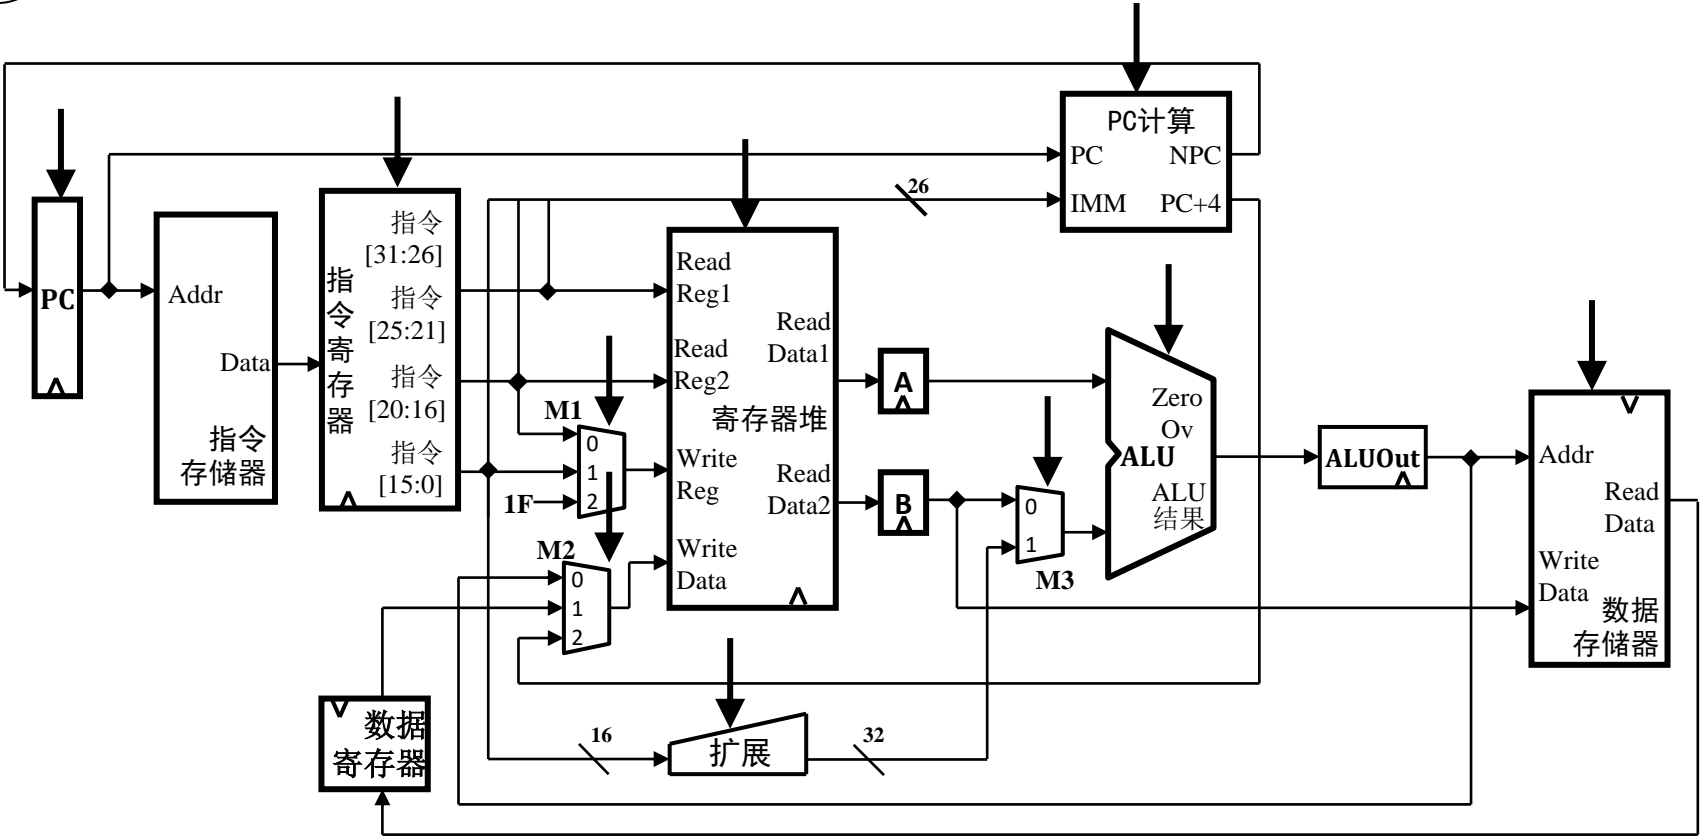 PC计算
PC
NPC
IMM
PC+4
26
PC
Addr
Data
指令
存储器
指
令
寄
存
器
指令
[31:26]
指令
[25:21]
指令
[20:16]
指令
[15:0]
M1
0
1
2
1F
M2
0
1
2
Read
Reg1
Read
Reg2
寄存器堆
Write
Reg
Write
Data
Read
Data1
Read
Data2
A
B
M3
0
1
Zero
Ov
ALU
ALU
结果
ALUOut
Addr
Read
Data
Write
Data
数据
存储器
数据
寄存器
16
扩展
32